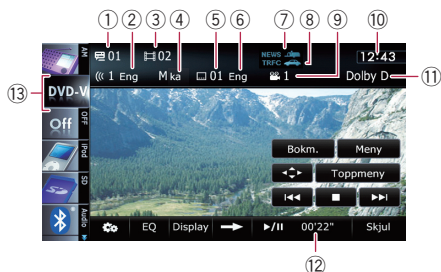 ① ② ③ ④ ⑤ ⑥ ⑦ ⑧ ⑨ ⑩
01 02 NEWS TRFC 12:43
1 Eng M ka 01 Eng 1 Dolby D ⑪
⑬
AM
DVD-V
Off OFF
iPod
SD
Audio
Bokm. Meny
Toppmeny
EQ Display 00'22" Skjul
⑫